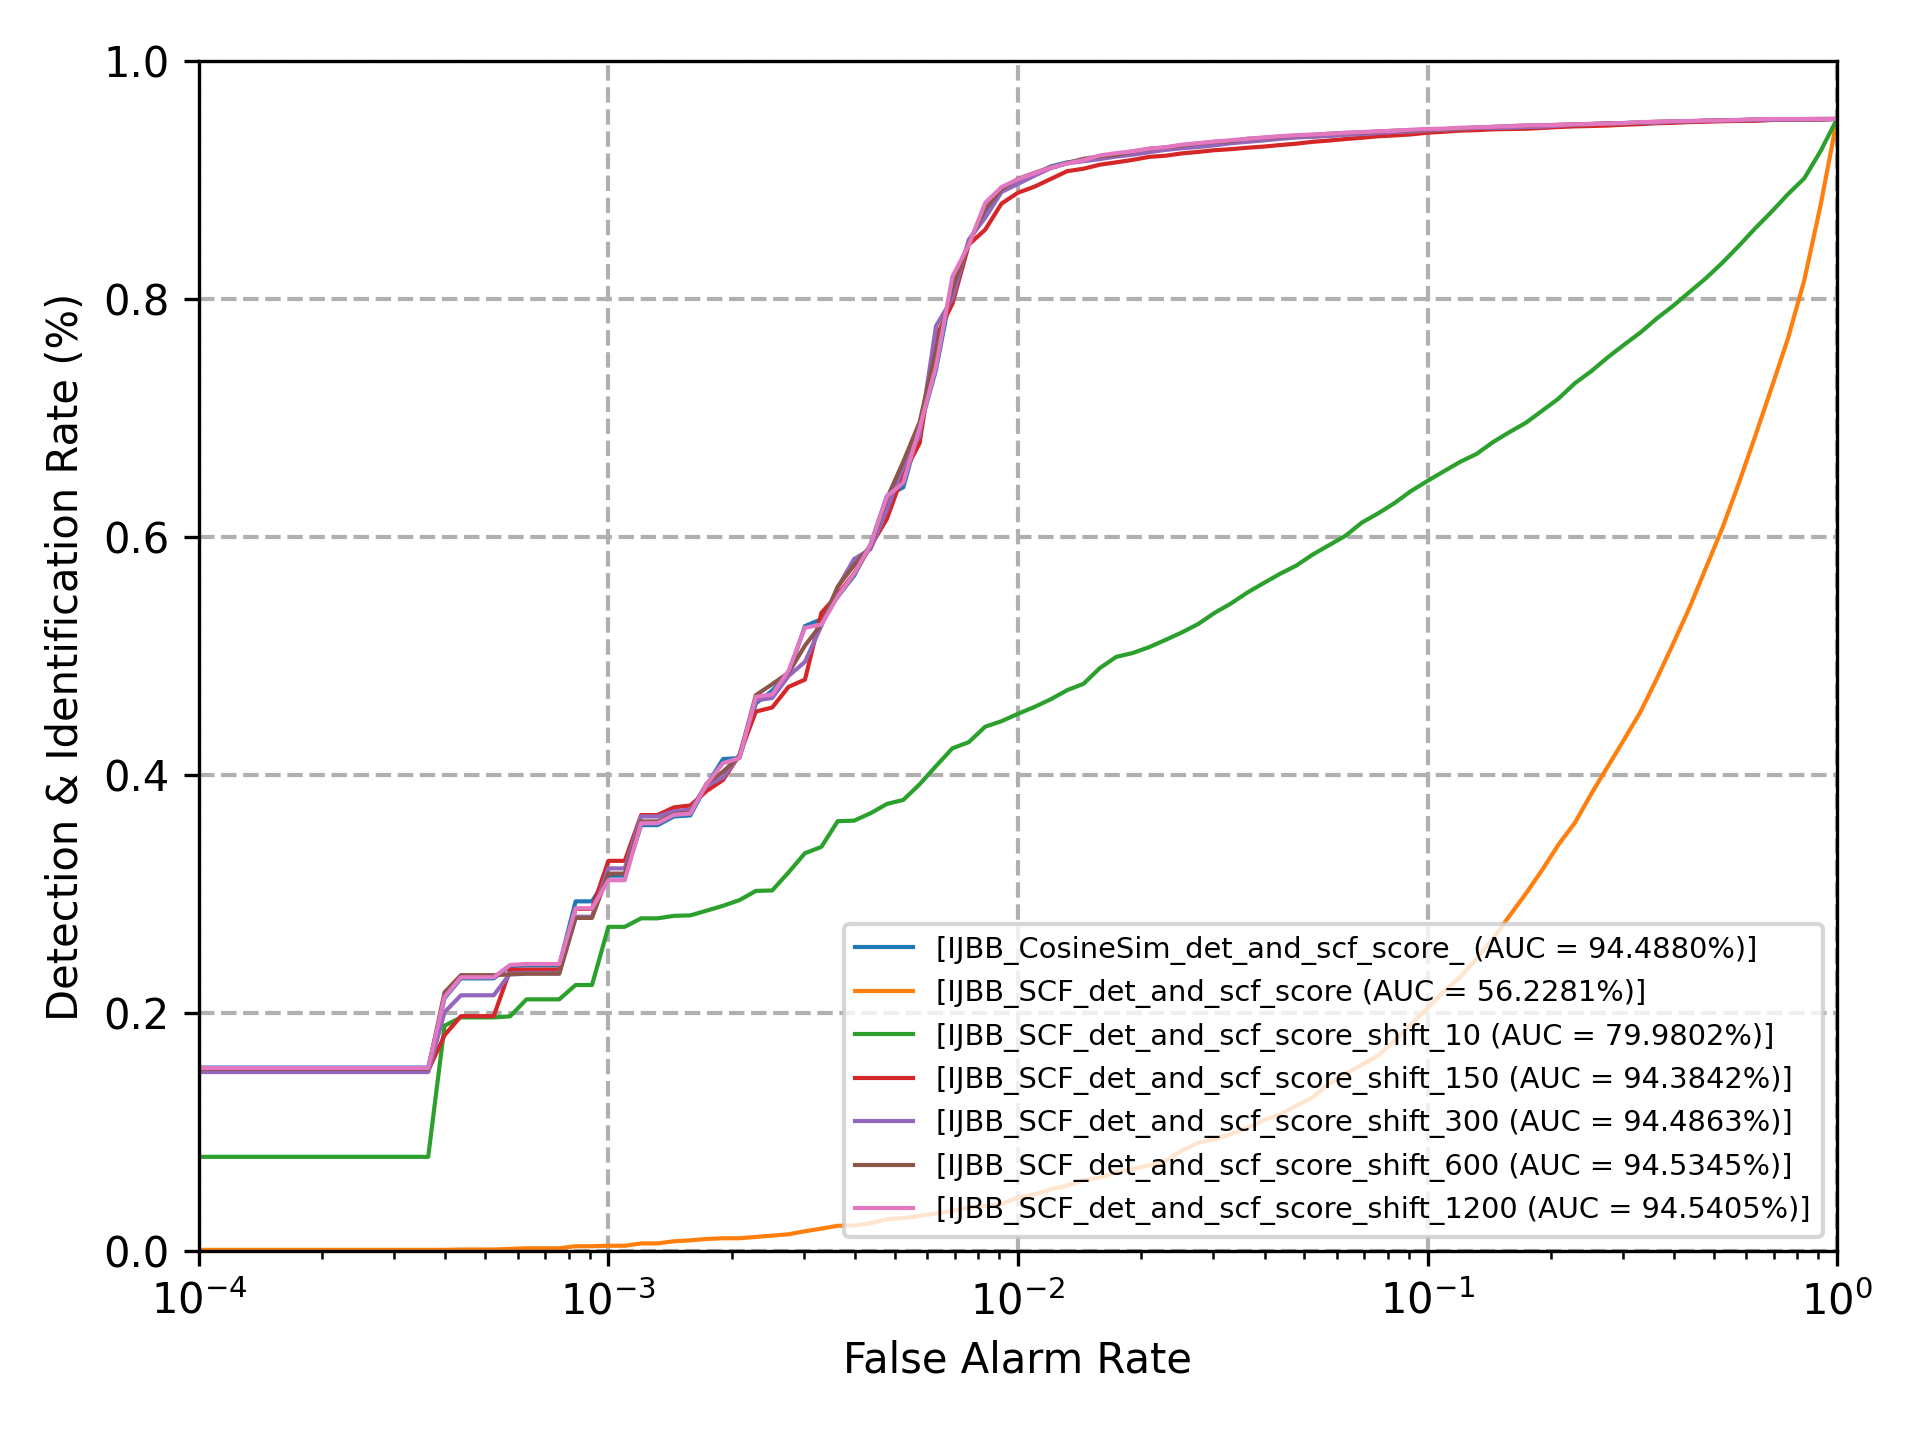 1.0
0.8
0.6
0.4
0.2
0.0
Detection & Identification Rate (%)
[IJBB_CosineSim_det_and_scf_score_ (AUC = 94.4880%)]
[IJBB_SCF_det_and_scf_score (AUC = 56.2281%)]
[IJBB_SCF_det_and_scf_score_shift_10 (AUC = 79.9802%)]
[IJBB_SCF_det_and_scf_score_shift_150 (AUC = 94.3842%)]
[IJBB_SCF_det_and_scf_score_shift_300 (AUC = 94.4863%)]
[IJBB_SCF_det_and_scf_score_shift_600 (AUC = 94.5345%)]
[IJBB_SCF_det_and_scf_score_shift_1200 (AUC = 94.5405%)]
10⁻⁴ 10⁻³ 10⁻² 10⁻¹ 10⁰
False Alarm Rate